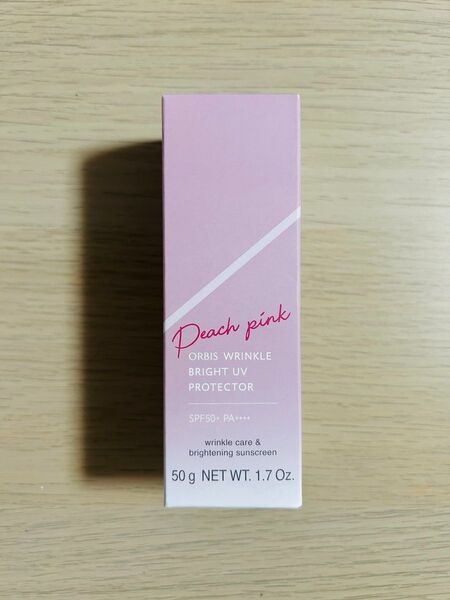 Peach pink
ORBIS WRINKLE
BRIGHT UV
PROTECTOR
SPF50+ PA++++
wrinkle care &
brightening sunscreen
50 g NET WT. 1.7 Oz.